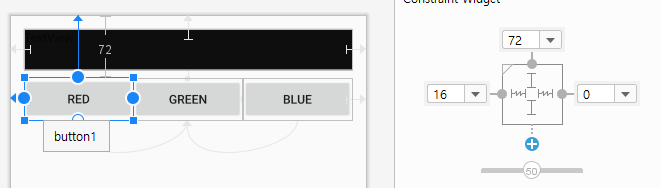 Constraint Widget
72
72
RED
GREEN
BLUE
16
0
button1
50